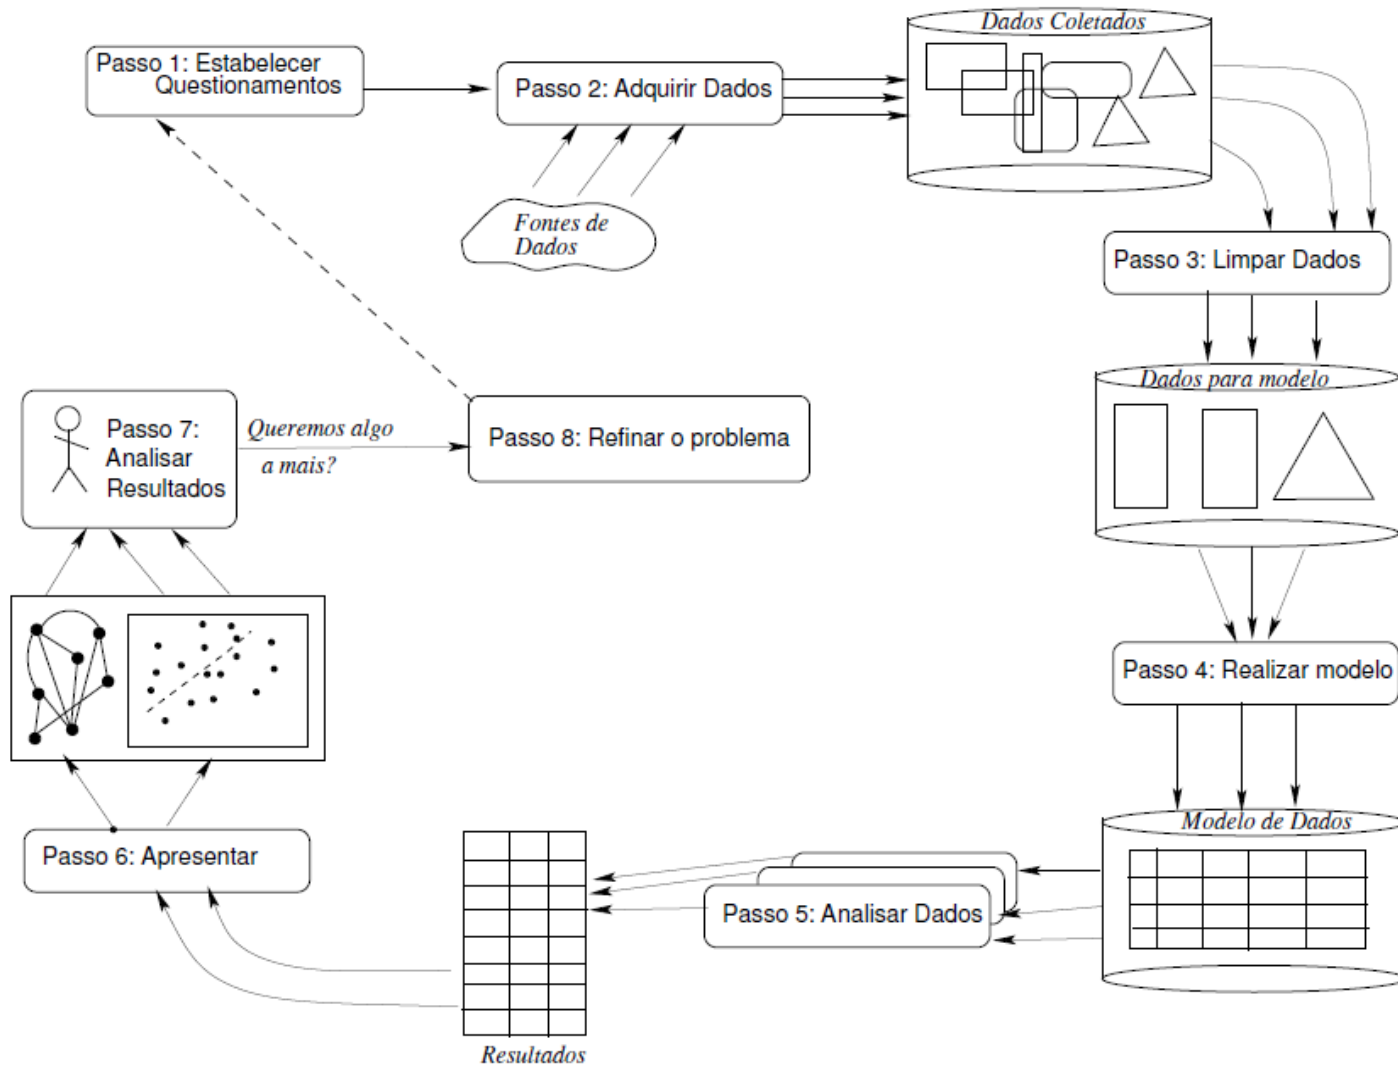 Passo 1: Estabelecer
Questionamentos
Passo 2: Adquirir Dados
Dados Coletados
Fontes de
Dados
Passo 3: Limpar Dados
Dados para modelo
Passo 4: Realizar modelo
Modelo de Dados
Passo 5: Analisar Dados
Resultados
Passo 6: Apresentar
Passo 7:
Analisar
Resultados
Queremos algo
a mais?
Passo 8: Refinar o problema